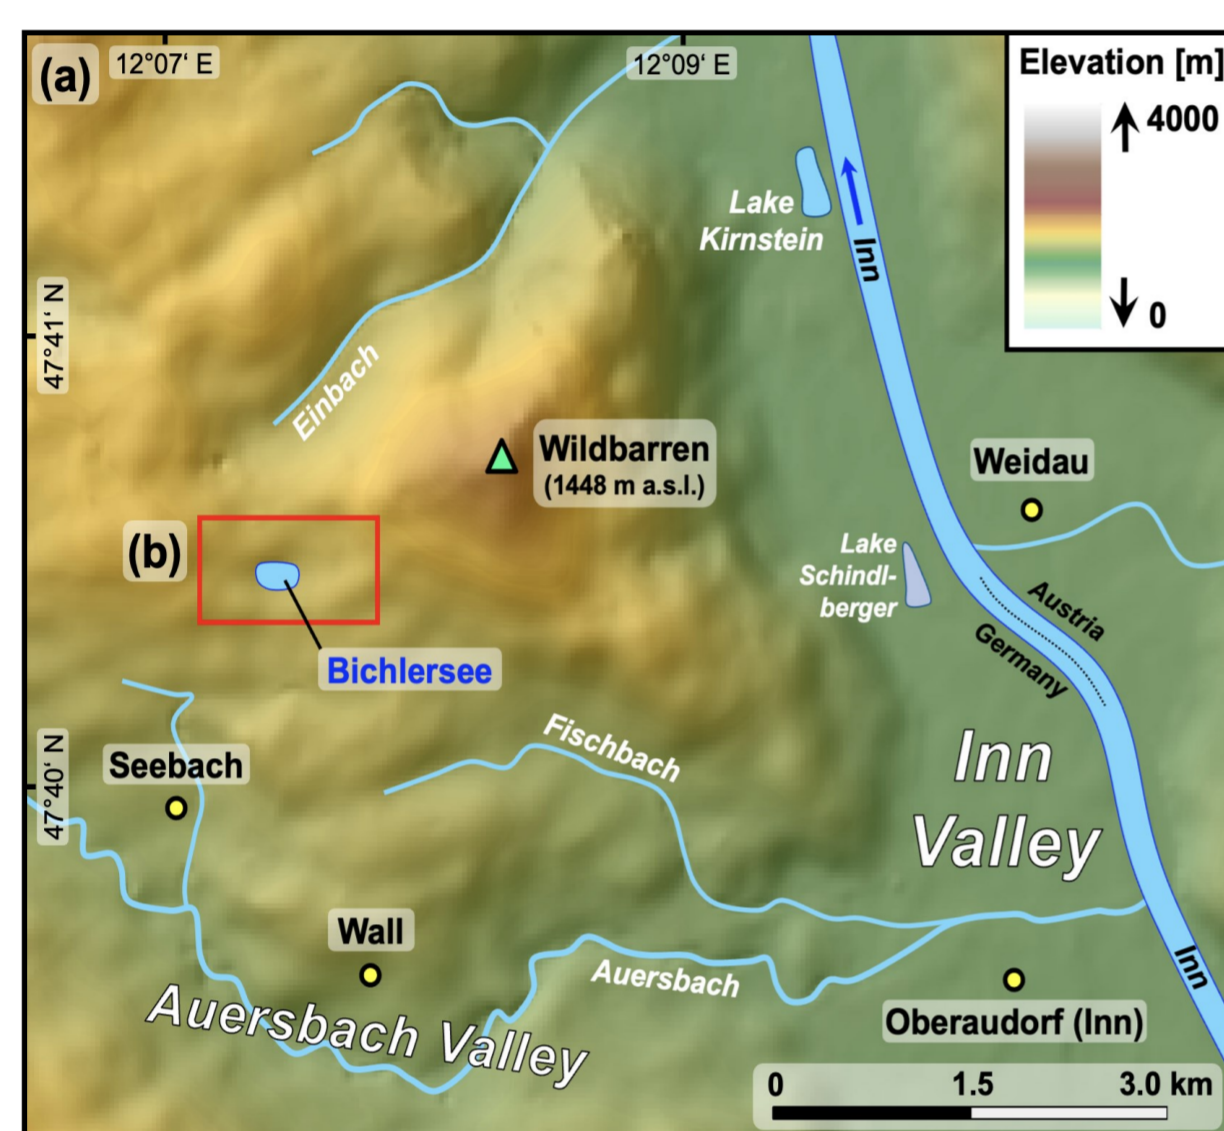 (a)
12°07‘ E
12°09‘ E
Elevation [m]
4000
0
Lake
Kirnstein
Inn
47°41‘ N
Einbach
Wildbarren
(1448 m a.s.l.)
Weidau
(b)
Lake
Schindl-
berger
Austria
Germany
Bichlersee
Fischbach
47°40‘ N
Seebach
Inn
Valley
Wall
Auersbach
Inn
Auersbach Valley
Oberaudorf (Inn)
0 1.5 3.0 km